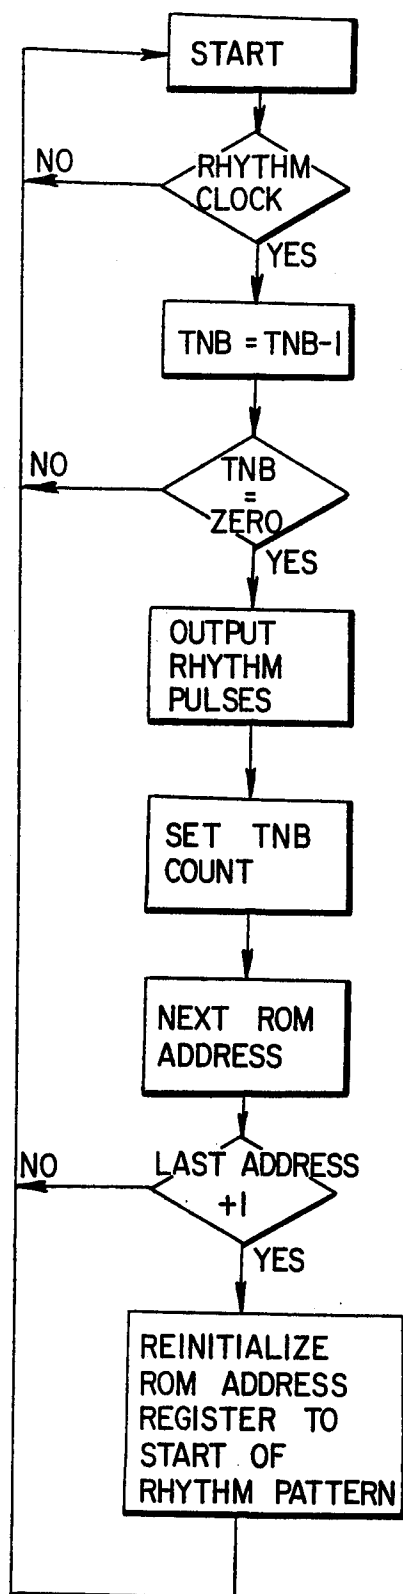 START
NO
RHYTHM
CLOCK
YES
TNB = TNB-1
NO
TNB
=
ZERO
YES
OUTPUT
RHYTHM
PULSES
SET TNB
COUNT
NEXT ROM
ADDRESS
NO
LAST ADDRESS
+1
YES
REINITIALIZE
ROM ADDRESS
REGISTER TO
START OF
RHYTHM PATTERN